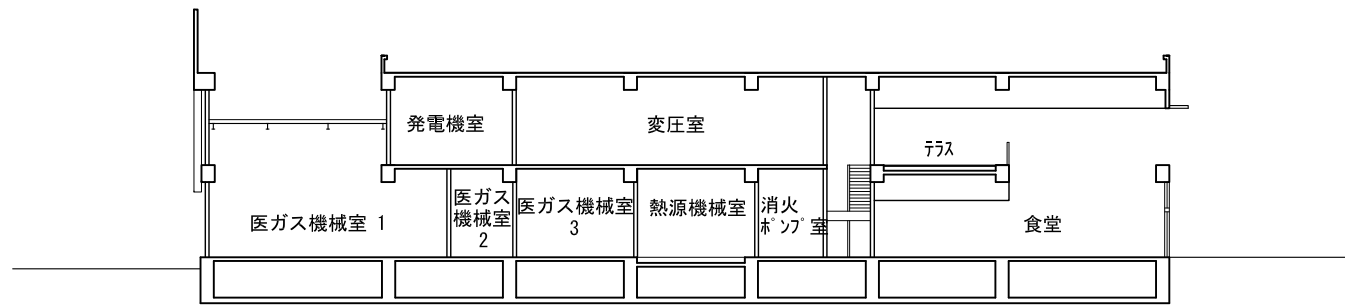 発電機室
変圧室
テラス
医ガス機械室 1
医ガス
機械室
2
医ガス機械室
3
熱源機械室
消火
ポンプ室
食堂